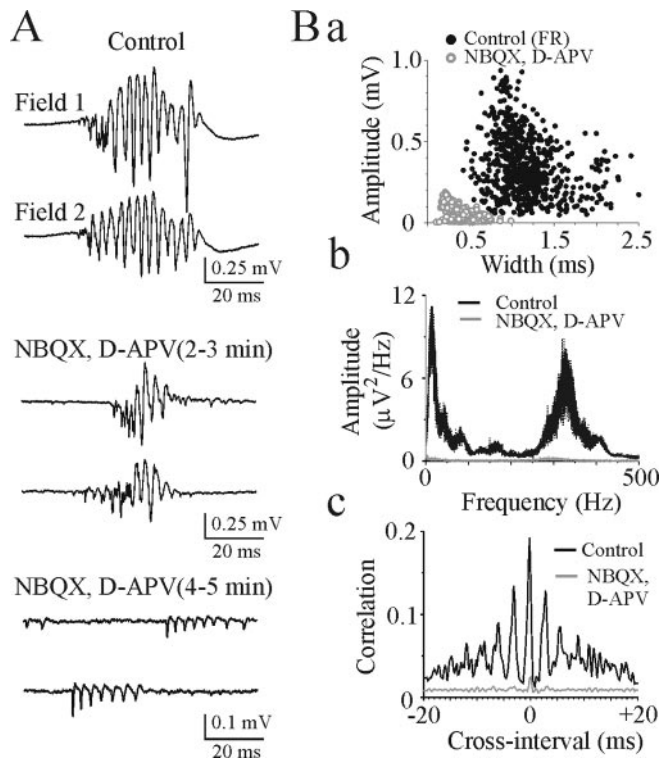 A
Control
Field 1
Field 2
0.25 mV
20 ms
NBQX, D-APV(2-3 min)
0.25 mV
20 ms
NBQX, D-APV(4-5 min)
0.1 mV
20 ms
Ba
Control (FR)
NBQX, D-APV
1.0
0.5
0
Amplitude (mV)
0.5 1.0 1.5 2.0 2.5
Width (ms)
b
Control
NBQX, D-APV
12
6
0
Amplitude
(μV²/Hz)
0 500
Frequency (Hz)
c
Control
NBQX,
D-APV
0.2
0.1
0
Correlation
-20 0 +20
Cross-interval (ms)